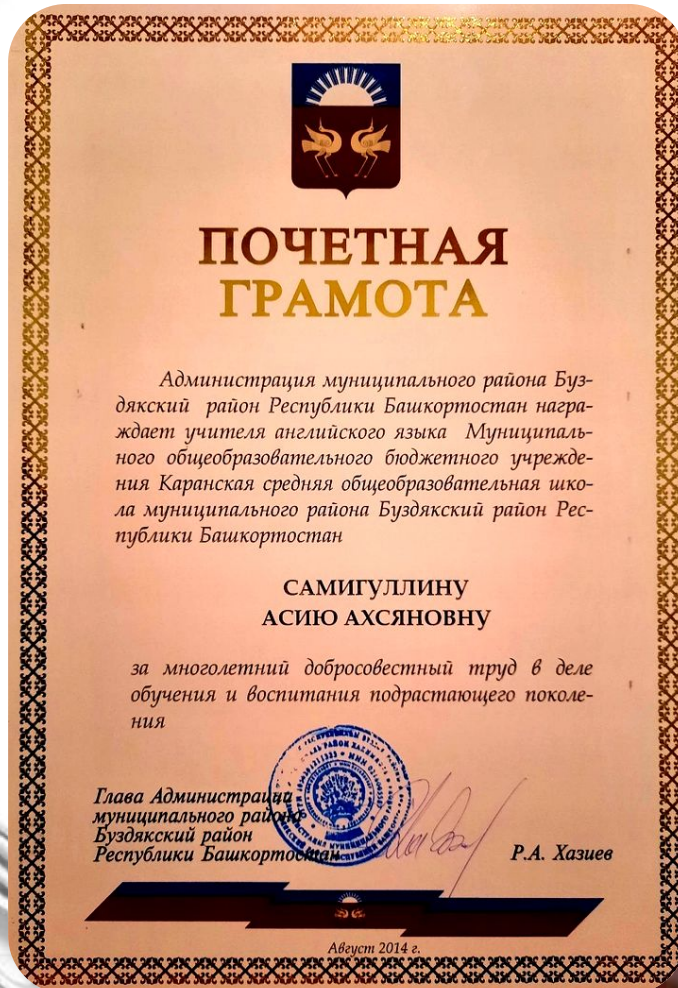 ПОЧЕТНАЯ
ГРАМОТА
Администрация муниципального района Буз-
дякский район Республики Башкортостан награ-
ждает учителя английского языка Муниципаль-
ного общеобразовательного бюджетного учрежде-
ния Каранская средняя общеобразовательная шко-
ла муниципального района Буздякский район Рес-
публики Башкортостан
САМИГУЛЛИНУ
АСИЮ АХСЯНОВНУ
за многолетний добросовестный труд в деле
обучения и воспитания подрастающего поколе-
ния
Глава Администрации
муниципального района
Буздякский район
Республики Башкортостан
Р.А. Хазиев
Август 2014 г.